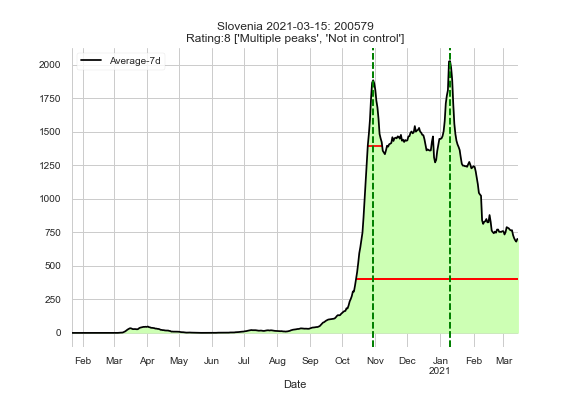 Slovenia 2021-03-15: 200579
Rating:8 ['Multiple peaks', 'Not in control']
Average-7d
2000
1750
1500
1250
1000
750
500
250
0
Feb Mar Apr May Jun Jul Aug Sep Oct Nov Dec Jan Feb Mar
2021
Date